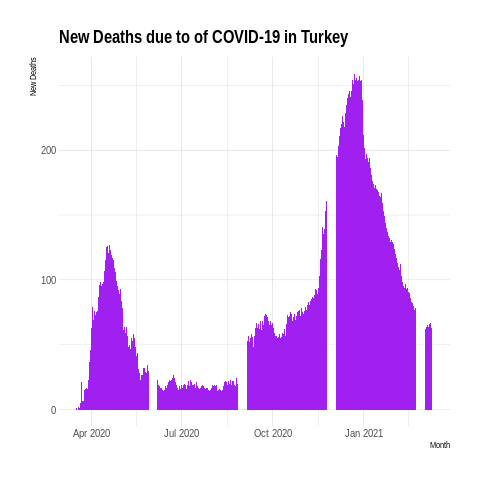 New Deaths due to of COVID-19 in Turkey
New Deaths
200
100
0
Apr 2020
Jul 2020
Oct 2020
Jan 2021
Month